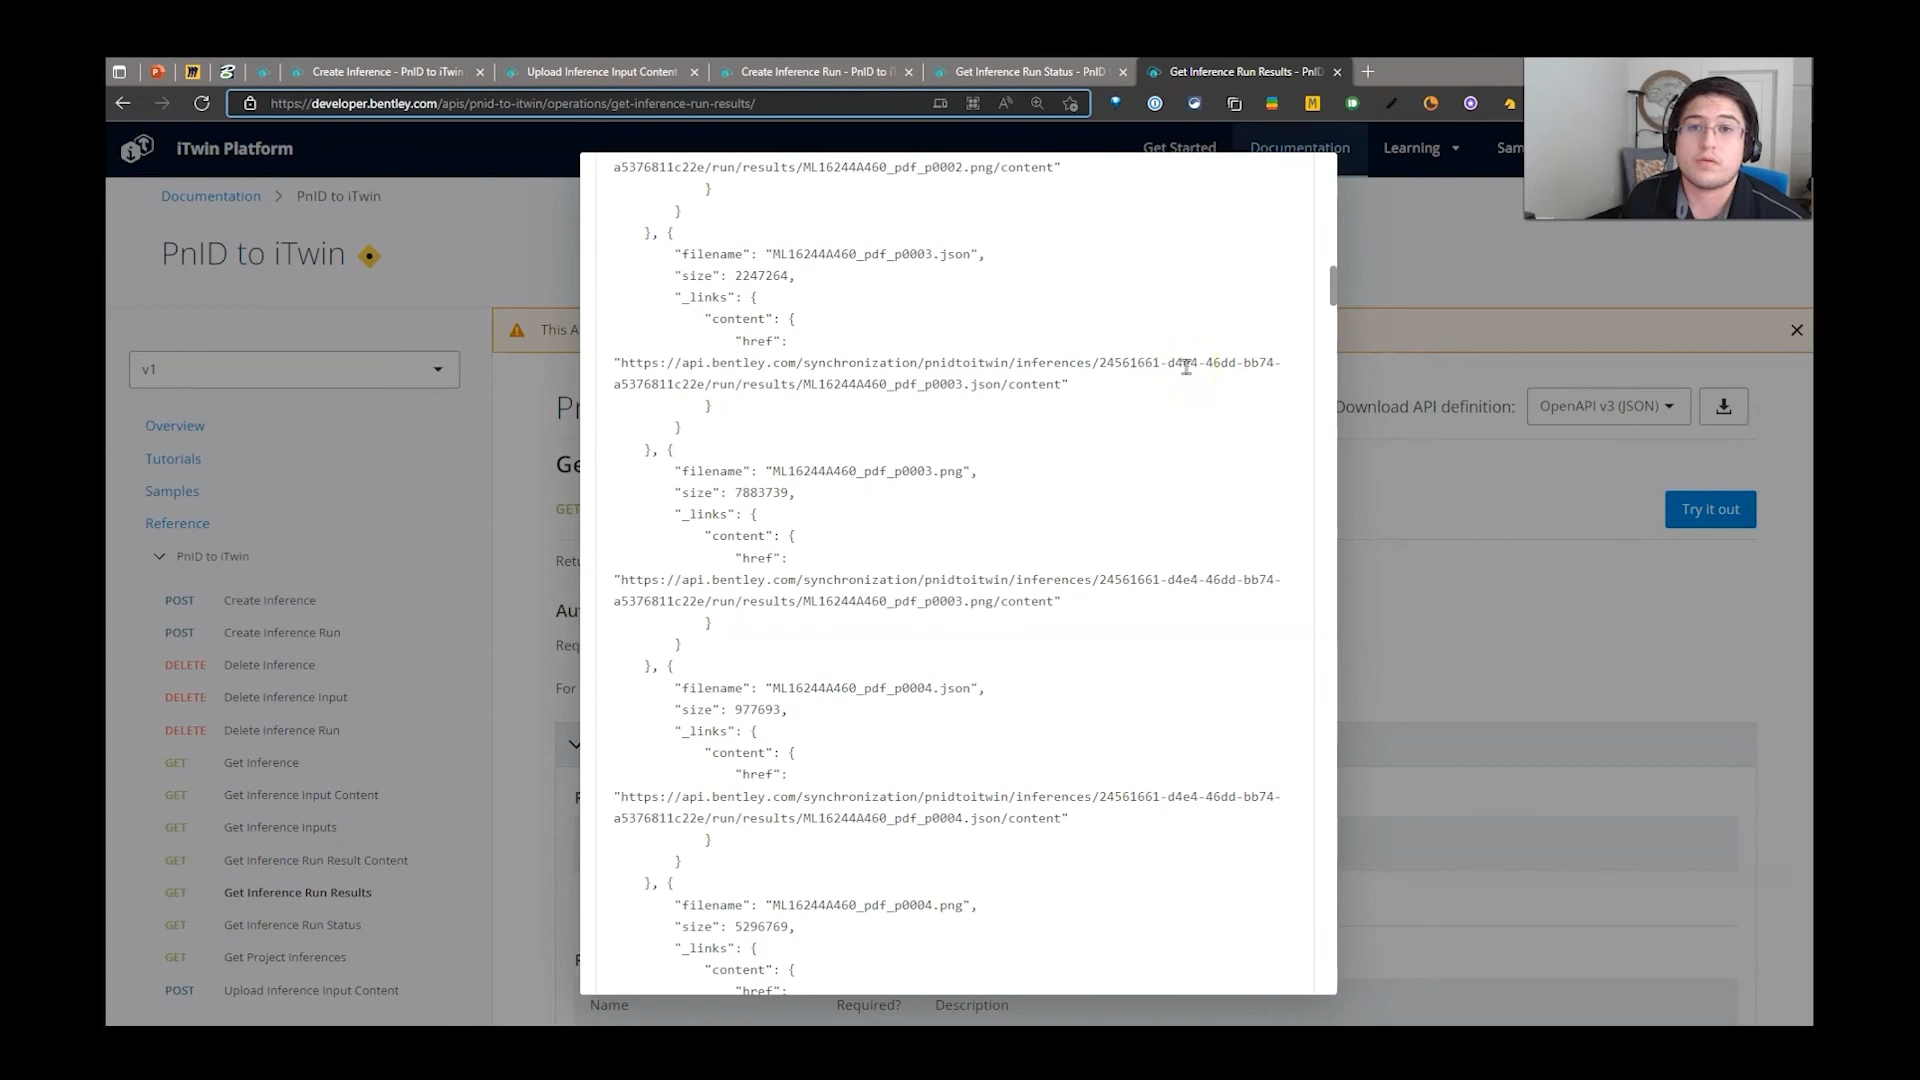 Create Inference - PnID to iTwin
Upload Inference Input Content
Create Inference Run - PnID to i
Get Inference Run Status - PnID
Get Inference Run Results - PnID
https://developer.bentley.com/apis/pnid-to-itwin/operations/get-inference-run-results/
iTwin Platform
Get Started
Documentation
Learning
Sam
Documentation > PnID to iTwin
PnID to iTwin
This A
v1
Download API definition:
OpenAPI v3 (JSON)
Overview
Tutorials
Samples
Reference
PnID to iTwin
POST Create Inference
POST Create Inference Run
DELETE Delete Inference
DELETE Delete Inference Input
DELETE Delete Inference Run
GET Get Inference
GET Get Inference Input Content
GET Get Inference Inputs
GET Get Inference Run Result Content
GET Get Inference Run Results
GET Get Inference Run Status
GET Get Project Inferences
POST Upload Inference Input Content
Ge
GET
Try it out
Retu
Au
Req
For
a5376811c22e/run/results/ML16244A460_pdf_p0002.png/content"
}
}
}, {
"filename": "ML16244A460_pdf_p0003.json",
"size": 2247264,
"_links": {
"content": {
"href":
"https://api.bentley.com/synchronization/pnidtoitwin/inferences/24561661-d4e4-46dd-bb74-
a5376811c22e/run/results/ML16244A460_pdf_p0003.json/content"
}
}
}, {
"filename": "ML16244A460_pdf_p0003.png",
"size": 7883739,
"_links": {
"content": {
"href":
"https://api.bentley.com/synchronization/pnidtoitwin/inferences/24561661-d4e4-46dd-bb74-
a5376811c22e/run/results/ML16244A460_pdf_p0003.png/content"
}
}
}, {
"filename": "ML16244A460_pdf_p0004.json",
"size": 977693,
"_links": {
"content": {
"href":
"https://api.bentley.com/synchronization/pnidtoitwin/inferences/24561661-d4e4-46dd-bb74-
a5376811c22e/run/results/ML16244A460_pdf_p0004.json/content"
}
}
}, {
"filename": "ML16244A460_pdf_p0004.png",
"size": 5296769,
"_links": {
"content": {
"href":
Name Required? Description